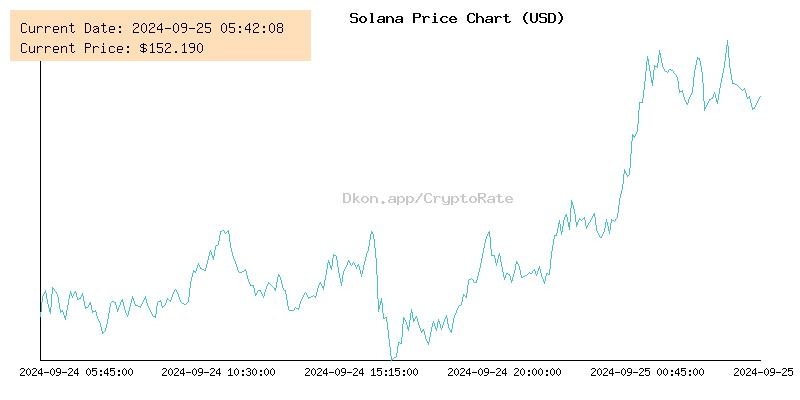 Solana Price Chart (USD)
Current Date: 2024-09-25 05:42:08
Current Price: $152.190
Dkon.app/CryptoRate
2024-09-24 05:45:00 2024-09-24 10:30:00 2024-09-24 15:15:00 2024-09-24 20:00:00 2024-09-25 00:45:00 2024-09-25